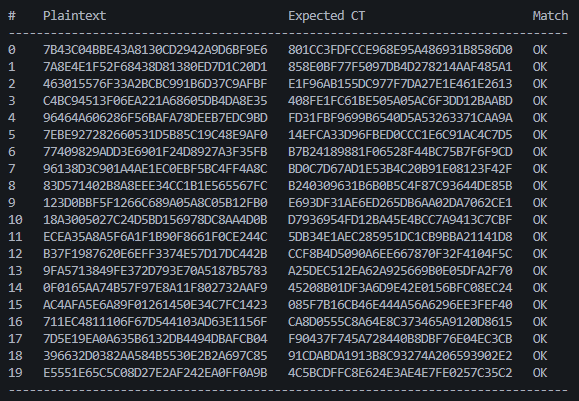 #   Plaintext                         Expected CT                       Match
--------------------------------------------------------------------------------
0   7B43C04BBE43A8130CD2942A9D6BF9E6  801CC3FDFCCE968E95A486931B8586D0  OK
1   7A8E4E1F52F68438D81380ED7D1C20D1  858E0BF77F5097DB4D278214AAF485A1  OK
2   463015576F33A2BCBC991B6D37C9AFBF  E1F96AB155DC977F7DA27E1E461E2613  OK
3   C4BC94513F06EA221A68605DB4DA8E35  408FE1FC61BE505A05AC6F3DD12BAABD  OK
4   96464A606286F56BAFA78DEEB7EDC9BD  FD31FBF9699B6540D5A53263371CAA9A  OK
5   7EBE927282660531D5B85C19C48E9AF0  14EFCA33D96FBED0CCC1E6C91AC4C7D5  OK
6   77409829ADD3E6901F24D8927A3F35FB  B7B24189881F06528F44BC75B7F6F9CD  OK
7   96138D3C901A4AE1EC0EBF5BC4FF4A8C  BD0C7D67AD1E53B4C20B91E08123F42F  OK
8   83D571402B8A8EEE34CC1B1E565567FC  B240309631B6B0B5C4F87C93644DE85B  OK
9   123D0BBF5F1266C689A05A8C05B12FB0  E693DF31AE6ED265DB6AA02DA7062CE1  OK
10  18A3005027C24D5BD156978DC8AA4D0B  D7936954FD12BA45E4BCC7A9413C7CBF  OK
11  ECEA35A8A5F6A1F1B90F8661F0CE244C  5DB34E1AEC285951DC1CB9BBA21141D8  OK
12  B37F1987620E6EFF3374E57D17DC442B  CCF8B4D5090A6EE667870F32F4104F5C  OK
13  9FA5713849FE372D793E70A5187B5783  A25DEC512EA62A925669B0E05DFA2F70  OK
14  0F0165AA74B57F97E8A11F802732AAF9  45208B01DF3A6D9E42E0156BFC08EC24  OK
15  AC4AFA5E6A89F01261450E34C7FC1423  085F7B16CB46E444A56A6296EE3FEF40  OK
16  711EC4811106F67D544103AD63E1156F  CA8D0555C8A64E8C373465A9120D8615  OK
17  7D5E19EA0A635B6132DB4494DBAFCB04  F90437F745A728440B8DBF76E04EC3CB  OK
18  396632D0382AA584B5530E2B2A697C85  91CDABDA1913B8C93274A206593902E2  OK
19  E5551E65C5C08D27E2AF242EA0FF0A9B  4C5BCDFFC8E624E3AE4E7FE0257C35C2  OK
--------------------------------------------------------------------------------